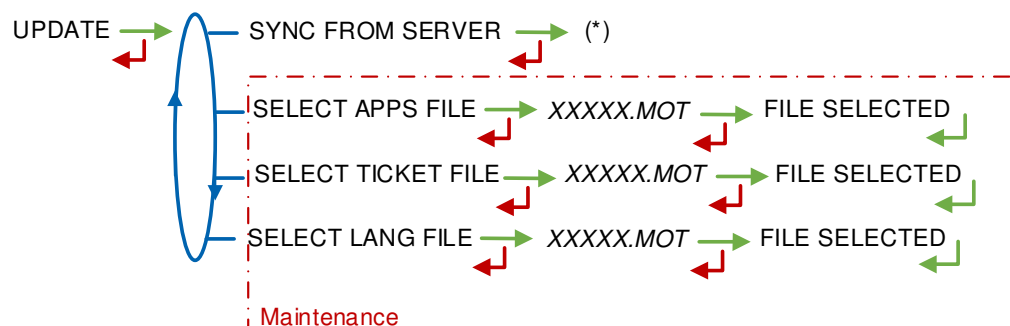 UPDATE SYNC FROM SERVER (*)
SELECT APPS FILE XXXXX.MOT FILE SELECTED
SELECT TICKET FILE XXXXX.MOT FILE SELECTED
SELECT LANG FILE XXXXX.MOT FILE SELECTED
Maintenance